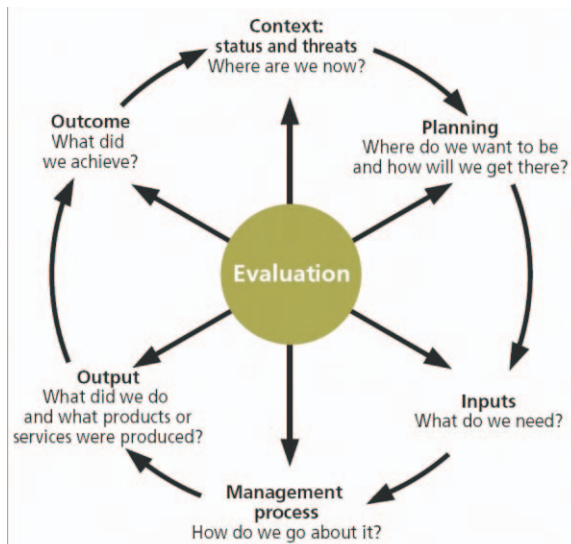 Context:
status and threats
Where are we now?
Planning
Where do we want to be
and how will we get there?
Inputs
What do we need?
Management
process
How do we go about it?
Output
What did we do
and what products or
services were produced?
Outcome
What did
we achieve?
Evaluation